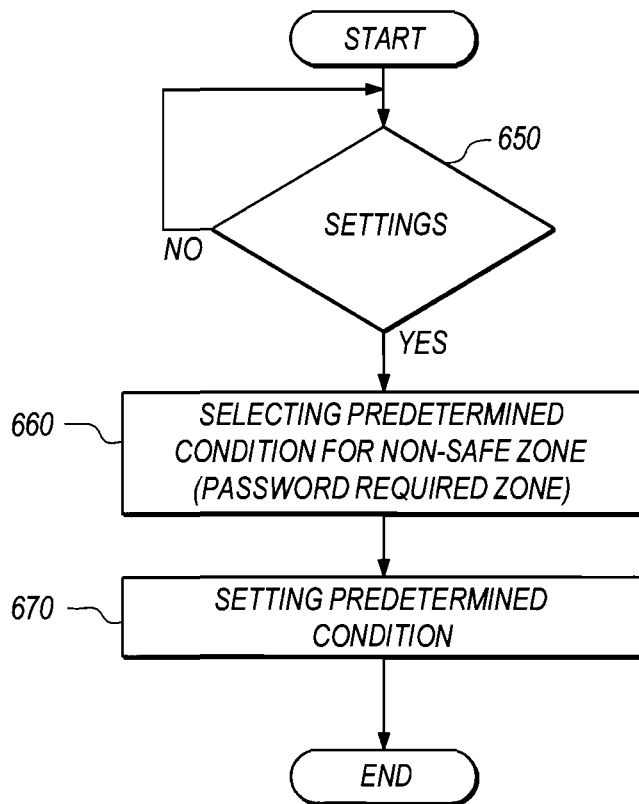 START
650
SETTINGS
NO
YES
660
SELECTING PREDETERMINED
CONDITION FOR NON-SAFE ZONE
(PASSWORD REQUIRED ZONE)
670
SETTING PREDETERMINED
CONDITION
END